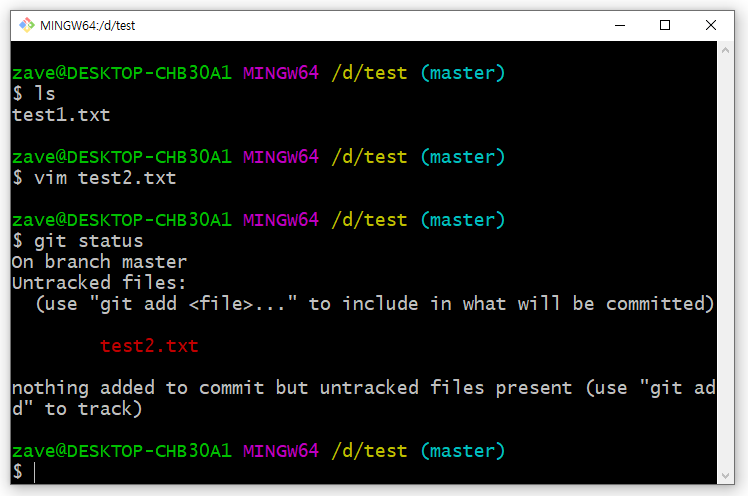 MINGW64:/d/test
zave@DESKTOP-CHB30A1 MINGW64 /d/test (master)
$ ls
test1.txt
zave@DESKTOP-CHB30A1 MINGW64 /d/test (master)
$ vim test2.txt
zave@DESKTOP-CHB30A1 MINGW64 /d/test (master)
$ git status
On branch master
Untracked files:
  (use "git add <file>..." to include in what will be committed)
        test2.txt
nothing added to commit but untracked files present (use "git ad
d" to track)
zave@DESKTOP-CHB30A1 MINGW64 /d/test (master)
$